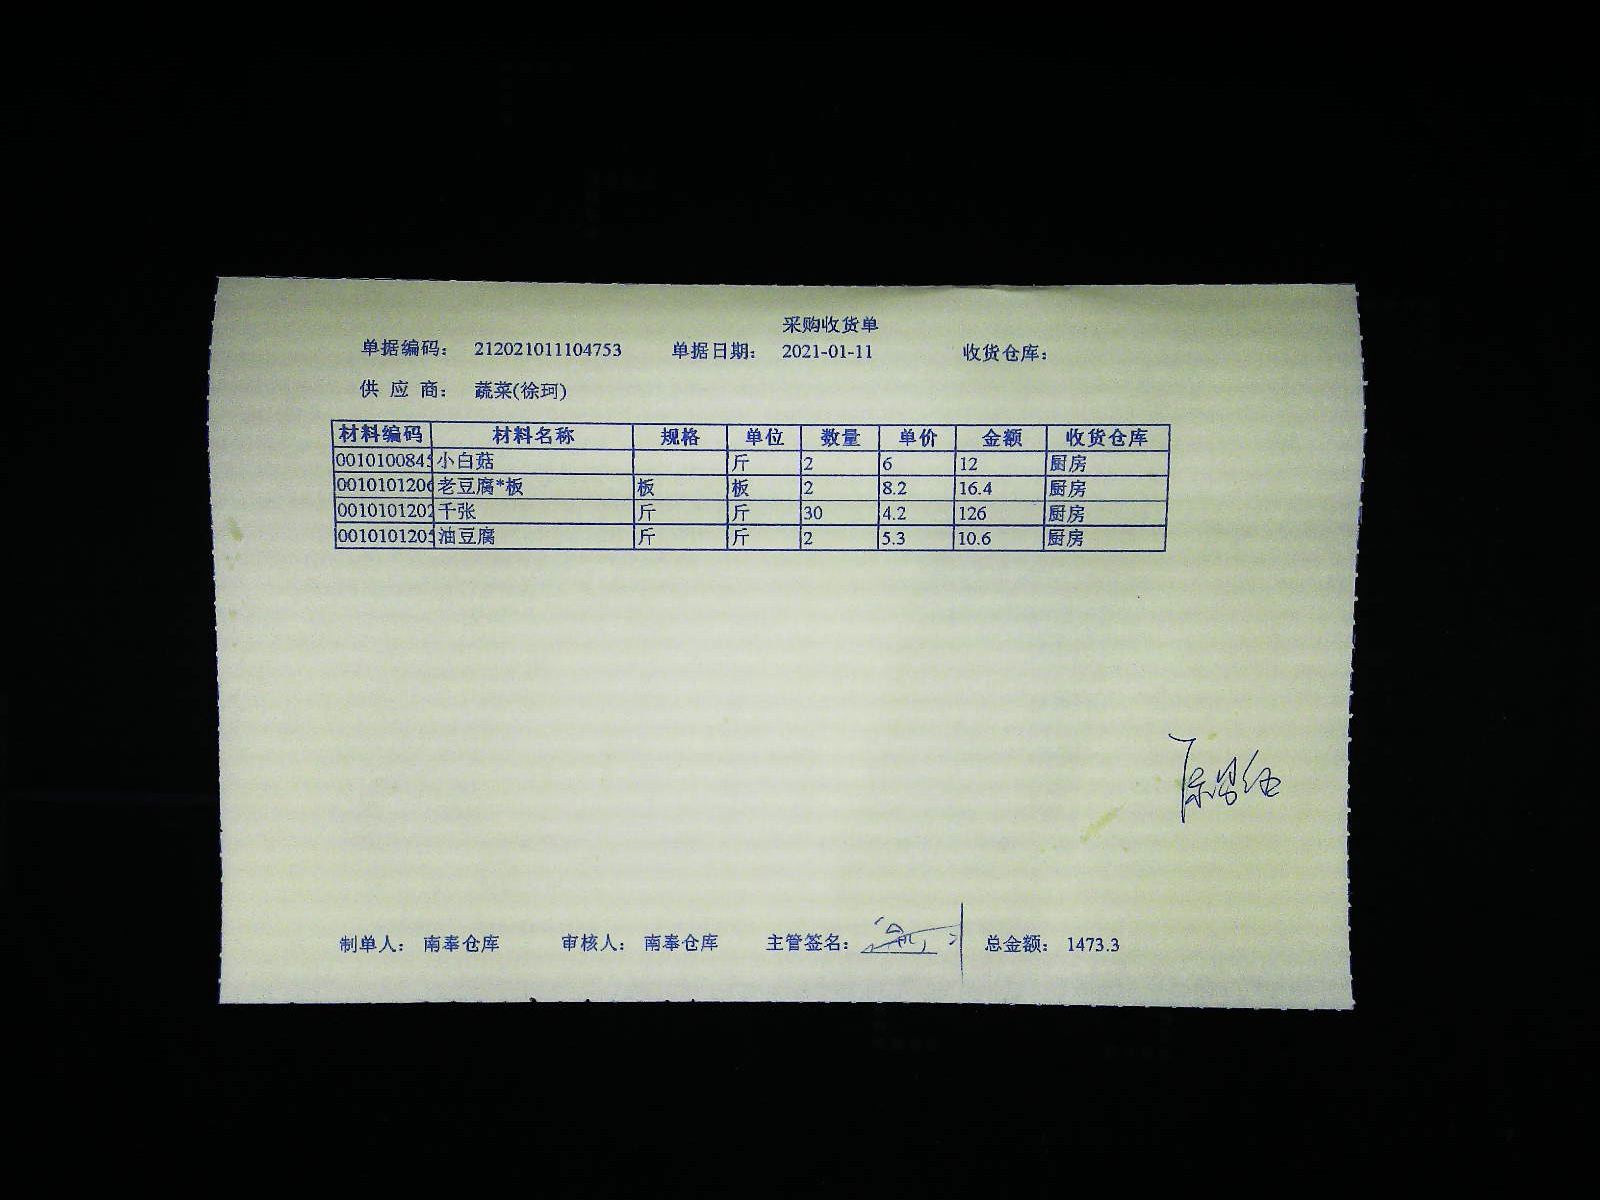 采购收货单
单据编码： 212021011104753 单据日期： 2021-01-11 收货仓库：
供 应 商： 蔬菜(徐珂)
材料编码 材料名称 规格 单位 数量 单价 金额 收货仓库
001010084 小白菇 斤 2 6 12 厨房
001010120 老豆腐*板 板 板 2 8.2 16.4 厨房
001010120 千张 斤 斤 30 4.2 126 厨房
001010120 油豆腐 斤 斤 2 5.3 10.6 厨房
制单人： 南奉仓库 审核人： 南奉仓库 主管签名： 总金额： 1473.3